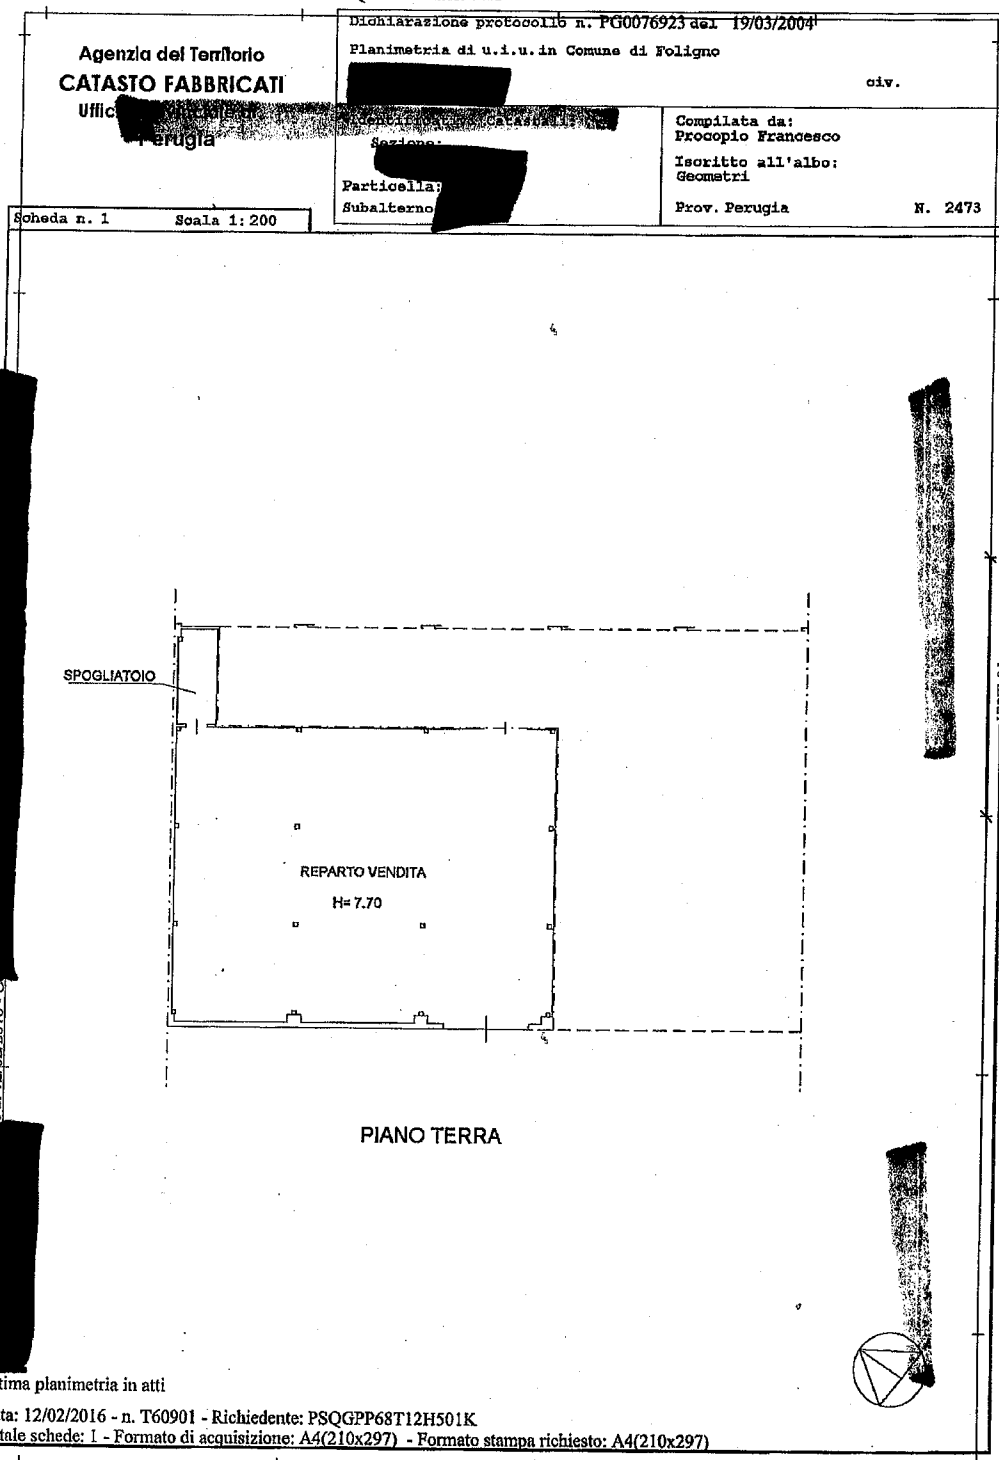 Dichiarazione protocollo n. PG0076923 del 19/03/2004
Planimetria di u.i.u. in Comune di Foligno
civ.
Agenzia del Territorio
CATASTO FABBRICATI
Perugia
Identificativi Catastali:
Sezione:
Particella:
Subalterno
Compilata da:
Procopio Francesco
Iscritto all'albo:
Geometri
Prov. Perugia N. 2473
Scheda n. 1 Scala 1:200
SPOGLIATOIO
REPARTO VENDITA
H= 7.70
PIANO TERRA
tima planimetria in atti
ta: 12/02/2016 - n. T60901 - Richiedente: PSQGPP68T12H501K
tale schede: 1 - Formato di acquisizione: A4(210x297) - Formato stampa richiesto: A4(210x297)